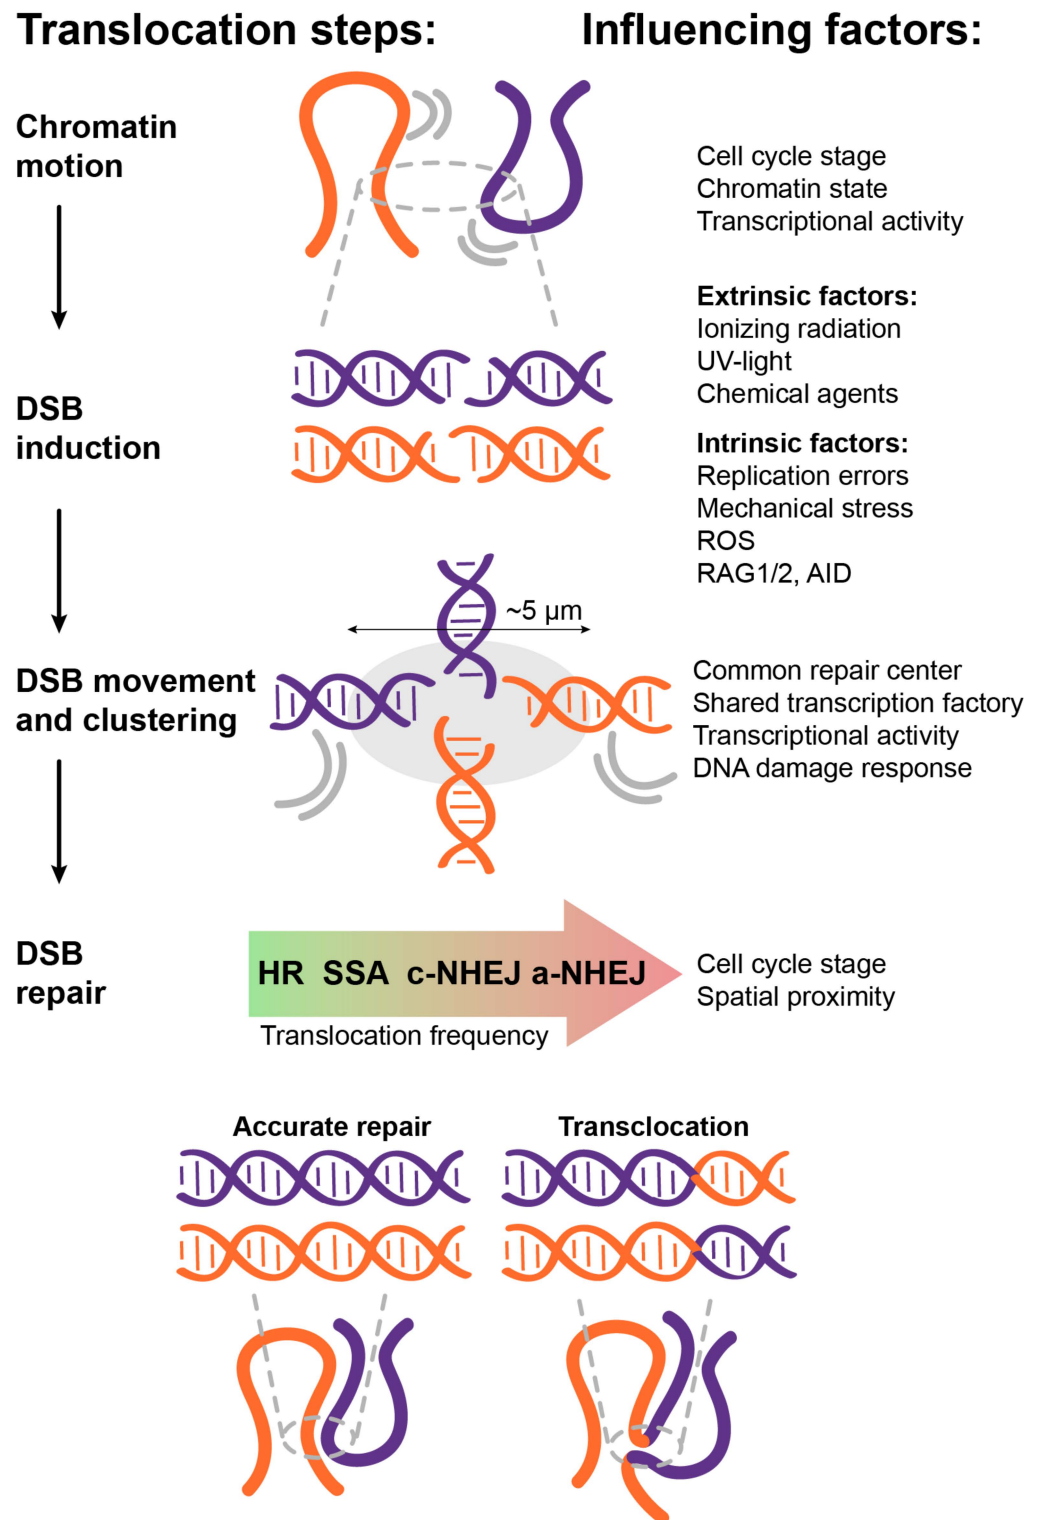 Translocation steps:
Influencing factors:
Chromatin
motion
Cell cycle stage
Chromatin state
Transcriptional activity
Extrinsic factors:
Ionizing radiation
UV-light
Chemical agents
DSB
induction
Intrinsic factors:
Replication errors
Mechanical stress
ROS
RAG1/2, AID
~5 µm
DSB movement
and clustering
Common repair center
Shared transcription factory
Transcriptional activity
DNA damage response
DSB
repair
HR SSA c-NHEJ a-NHEJ
Translocation frequency
Cell cycle stage
Spatial proximity
Accurate repair
Transclocation